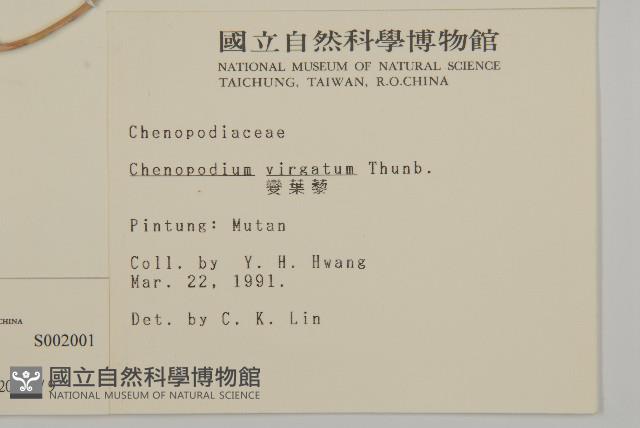 國立自然科學博物館
NATIONAL MUSEUM OF NATURAL SCIENCE
TAICHUNG, TAIWAN, R.O.CHINA
Chenopodiaceae
Chenopodium virgatum Thunb.
變葉藜
Pintung: Mutan
Coll. by Y. H. Hwang
Mar. 22, 1991.
Det. by C. K. Lin
CHINA
S002001
國立自然科學博物館
NATIONAL MUSEUM OF NATURAL SCIENCE